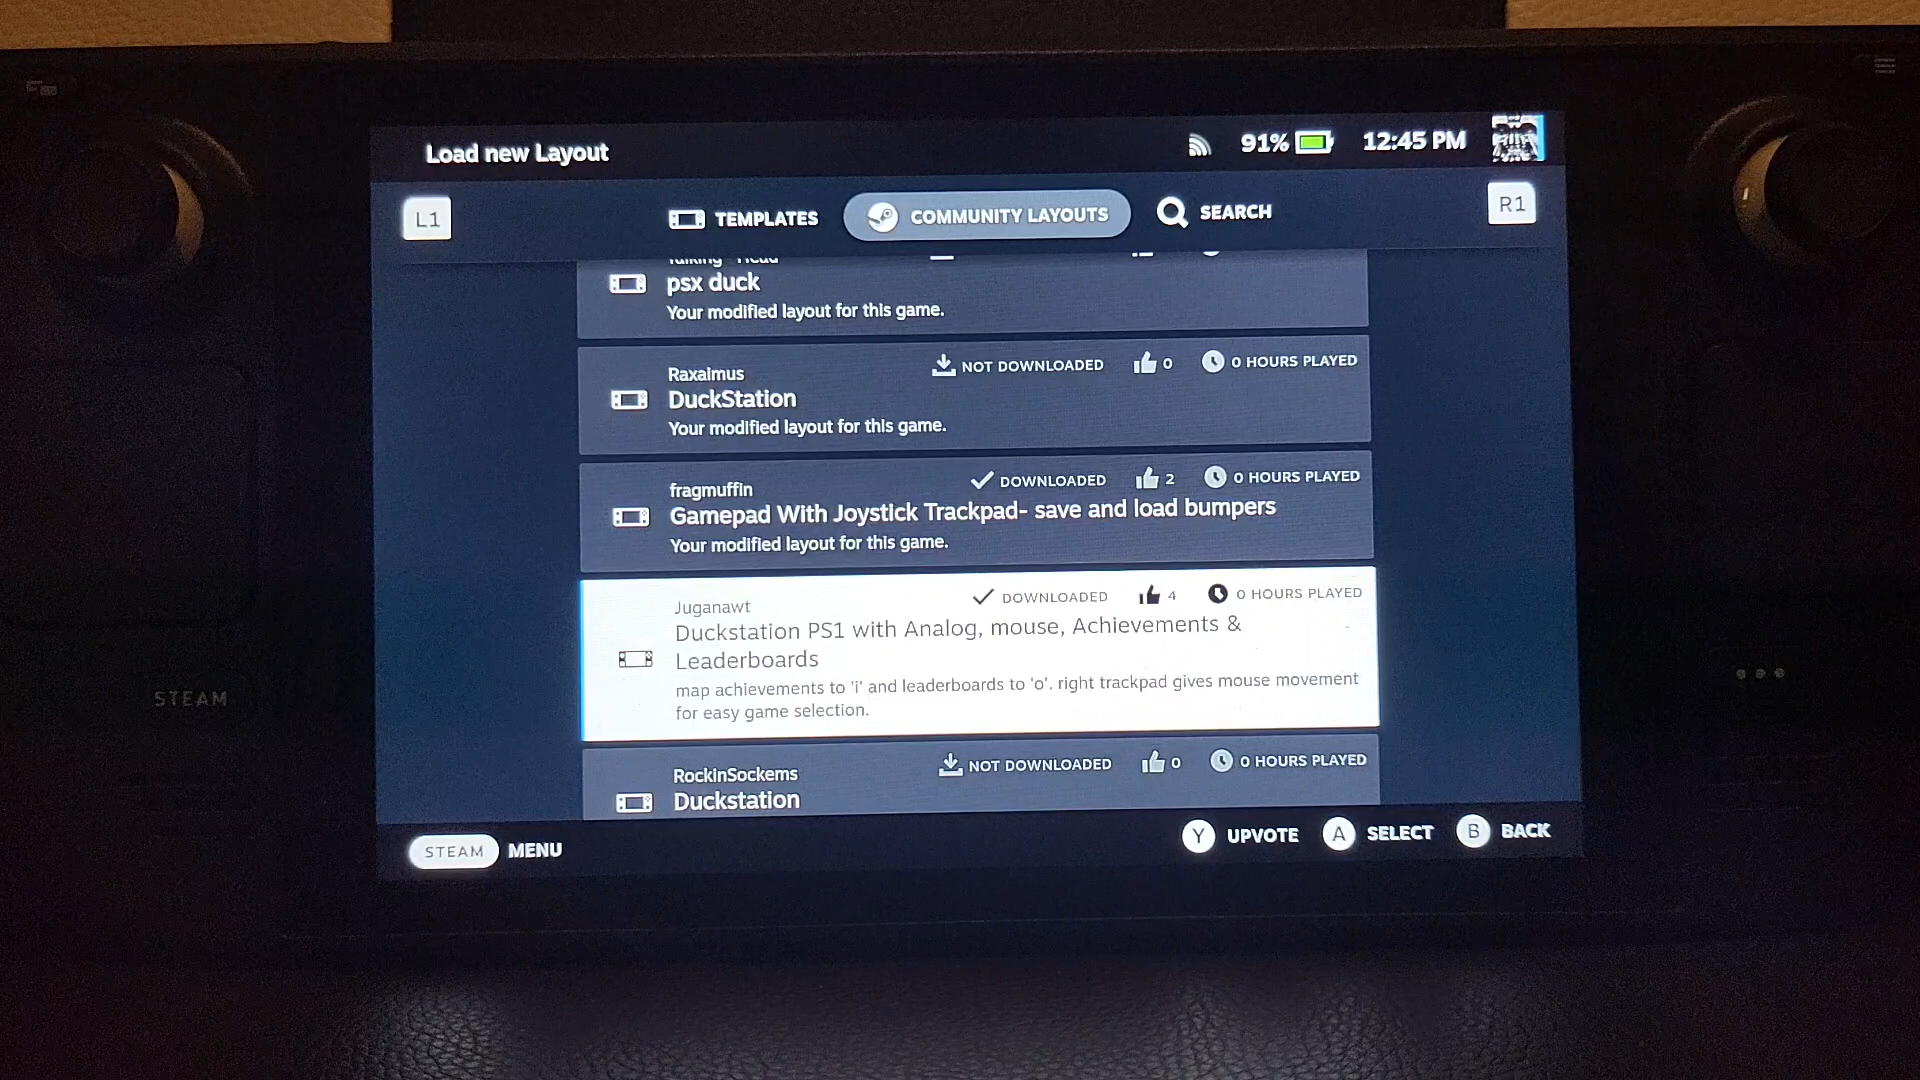 Load new Layout
91%
12:45 PM
L1
TEMPLATES
COMMUNITY LAYOUTS
SEARCH
R1
psx duck
Your modified layout for this game.
Raxaimus
NOT DOWNLOADED
0
0 HOURS PLAYED
DuckStation
Your modified layout for this game.
fragmuffin
DOWNLOADED
2
0 HOURS PLAYED
Gamepad With Joystick Trackpad- save and load bumpers
Your modified layout for this game.
Juganawt
DOWNLOADED
4
0 HOURS PLAYED
Duckstation PS1 with Analog, mouse, Achievements &
Leaderboards
map achievements to 'i' and leaderboards to 'o'. right trackpad gives mouse movement
for easy game selection.
RockinSockems
NOT DOWNLOADED
0
0 HOURS PLAYED
Duckstation
STEAM
MENU
Y
UPVOTE
A
SELECT
B
BACK
STEAM